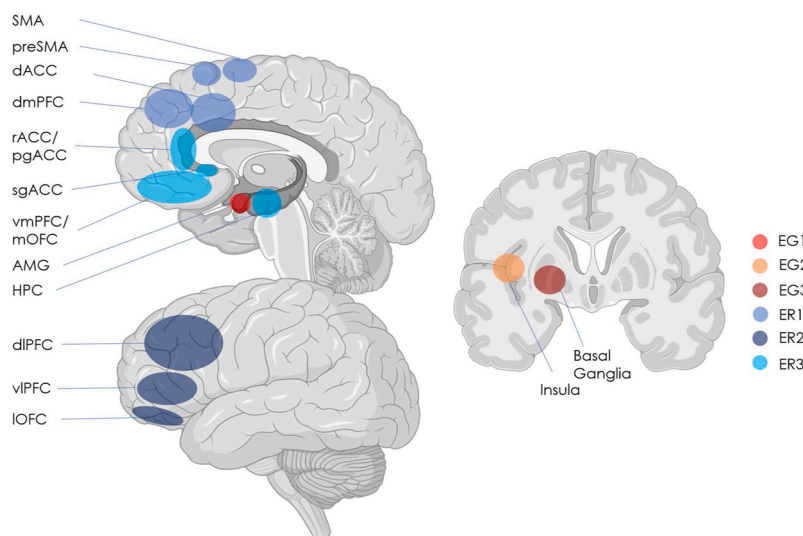 SMA
preSMA
dACC
dmPFC
rACC/
pgACC
sgACC
vmPFC/
mOFC
AMG
HPC
dlPFC
vlPFC
lOFC
Basal
Ganglia
Insula
EG1
EG2
EG3
ER1
ER2
ER3